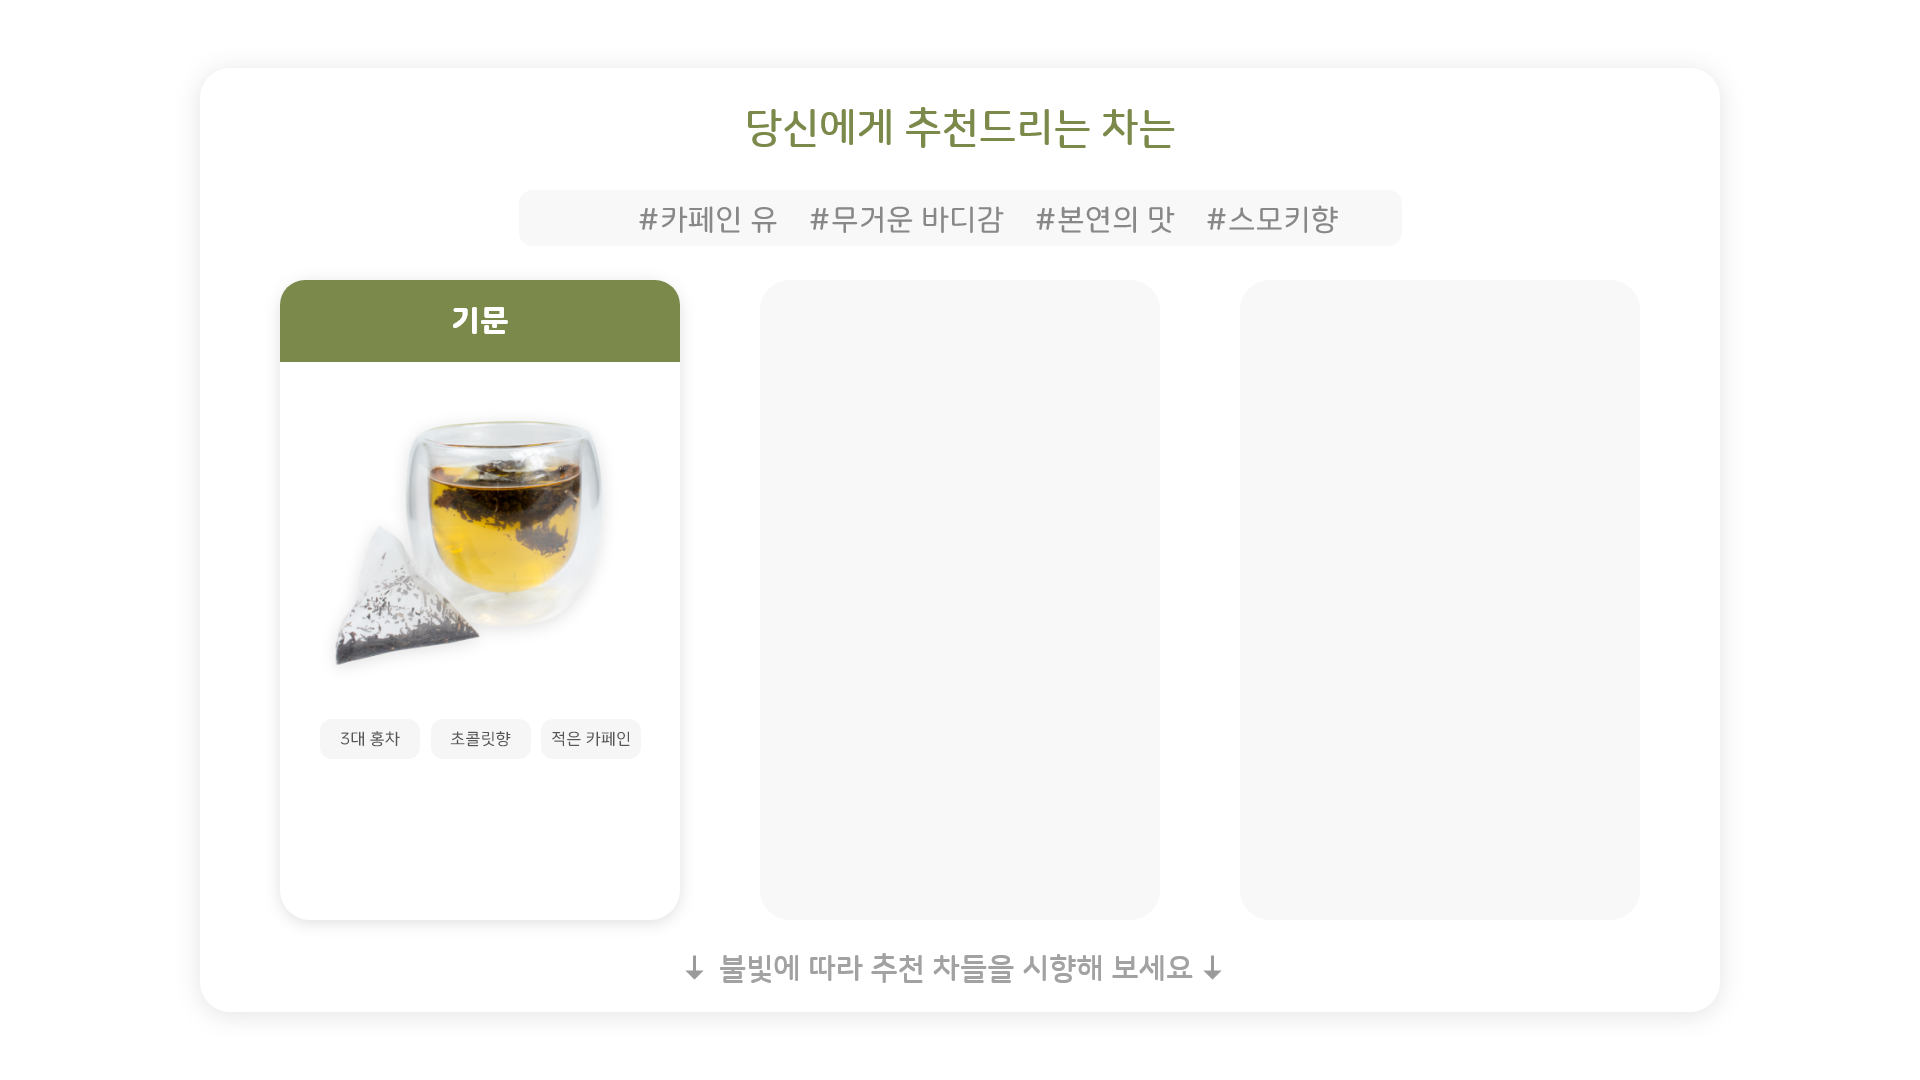 당신에게 추천드리는 차는
#카페인 유 #무거운 바디감 #본연의 맛 #스모키향
기문
3대 홍차 초콜릿향 적은 카페인
↓ 불빛에 따라 추천 차들을 시향해 보세요 ↓